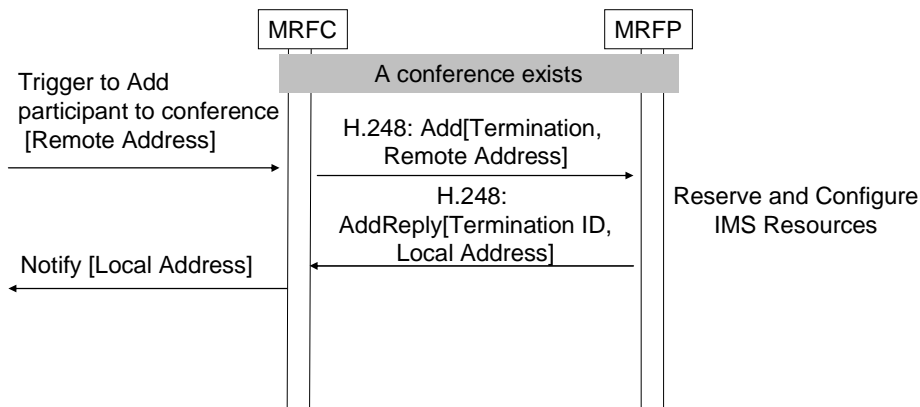 MRFC
MRFP
A conference exists
Trigger to Add
participant to conference
[Remote Address]
H.248: Add[Termination,
Remote Address]
H.248:
AddReply[Termination ID,
Local Address]
Reserve and Configure
IMS Resources
Notify [Local Address]